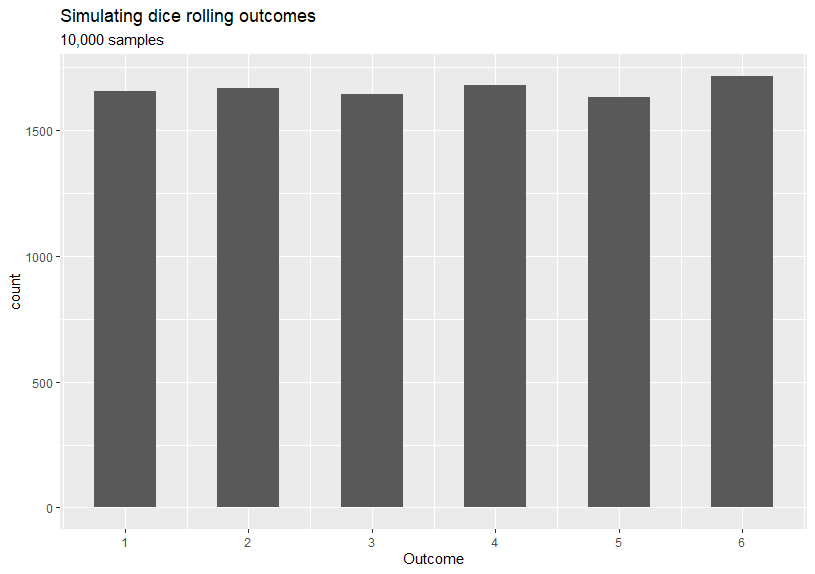 Simulating dice rolling outcomes
10,000 samples
1500
1000
500
0
count
1 2 3 4 5 6
Outcome